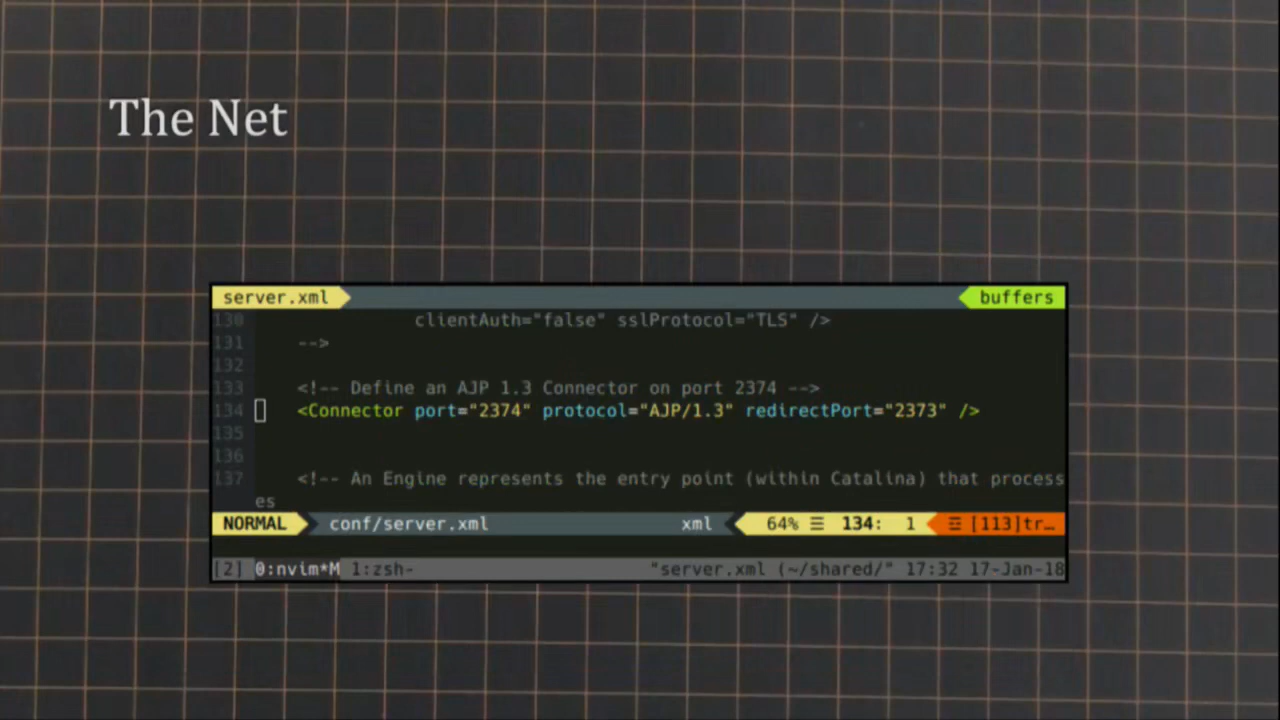 The Net
server.xml buffers
130 clientAuth="false" sslProtocol="TLS" />
131 -->
132
133 <!-- Define an AJP 1.3 Connector on port 2374 -->
134 <Connector port="2374" protocol="AJP/1.3" redirectPort="2373" />
135
136
137 <!-- An Engine represents the entry point (within Catalina) that process
es
NORMAL conf/server.xml xml 64% ☰ 134: 1 ☲ [113]tr…
[2] 0:nvim*M 1:zsh- "server.xml (~/shared/" 17:32 17-Jan-18